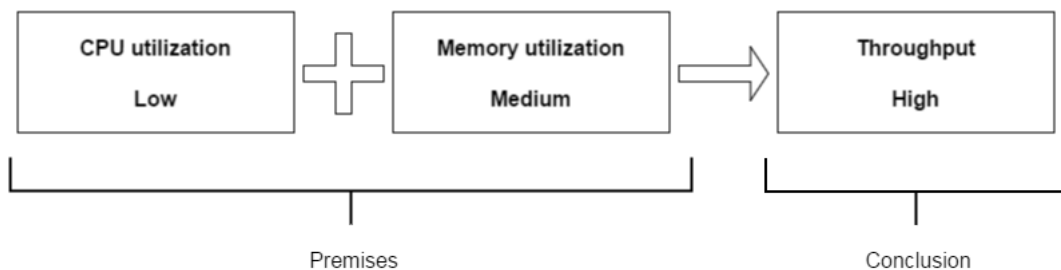 CPU utilization
Low
Memory utilization
Medium
Throughput
High
Premises
Conclusion